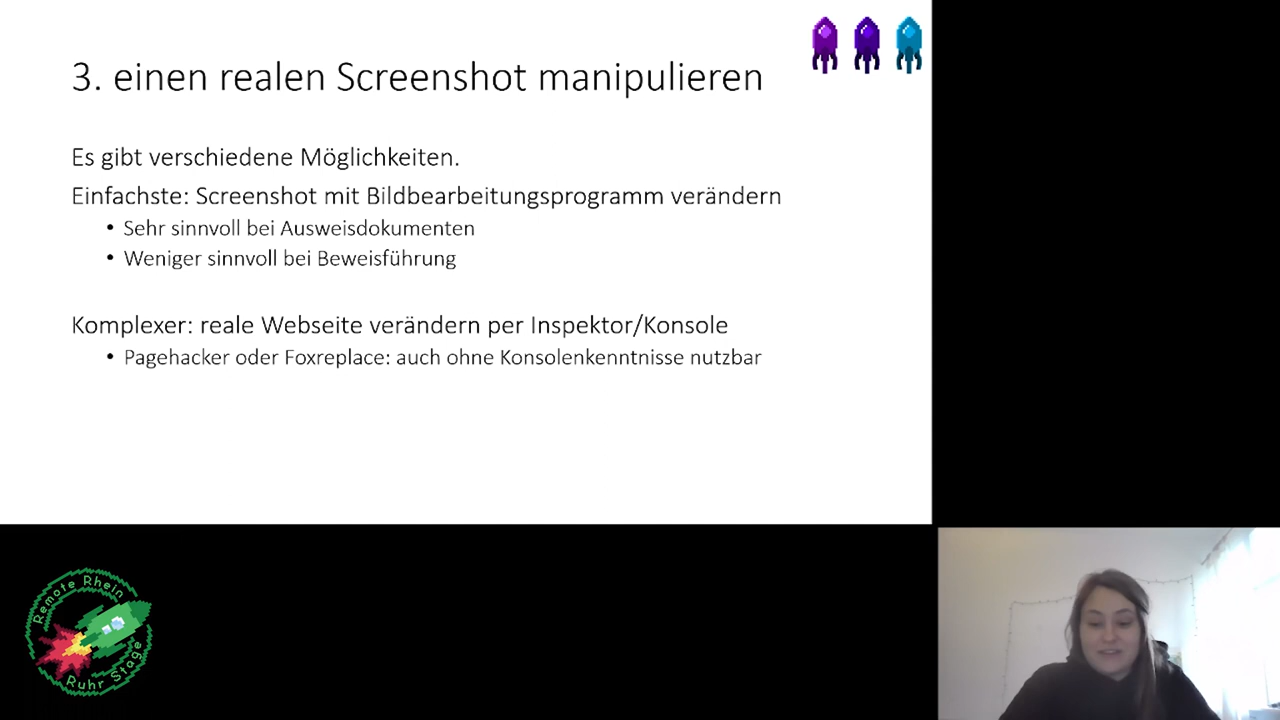 3. einen realen Screenshot manipulieren
Es gibt verschiedene Möglichkeiten.
Einfachste: Screenshot mit Bildbearbeitungsprogramm verändern
• Sehr sinnvoll bei Ausweisdokumenten
• Weniger sinnvoll bei Beweisführung
Komplexer: reale Webseite verändern per Inspektor/Konsole
• Pagehacker oder Foxreplace: auch ohne Konsolenkenntnisse nutzbar
Remote Rhein
Ruhr Stage